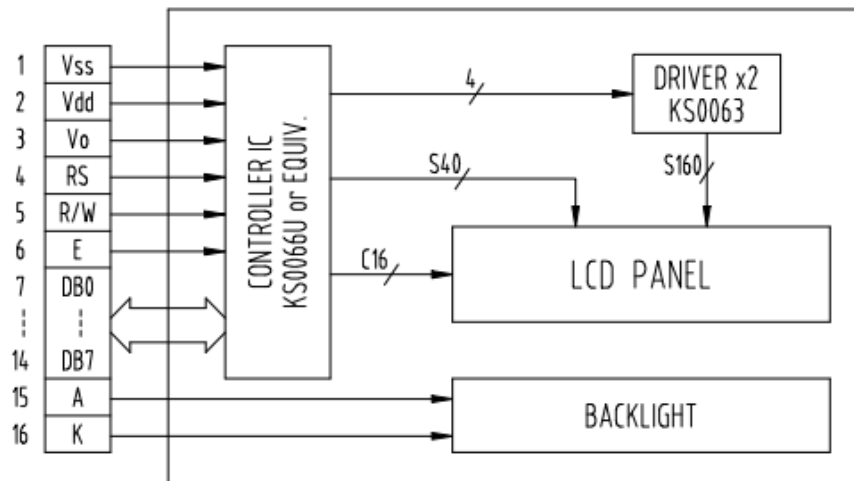 1 Vss
2 Vdd
3 Vo
4 RS
5 R/W
6 E
7 DB0
14 DB7
15 A
16 K
CONTROLLER IC
KS0066U or EQUIV.
4
DRIVER x2
KS0063
S40
S160
C16
LCD PANEL
BACKLIGHT